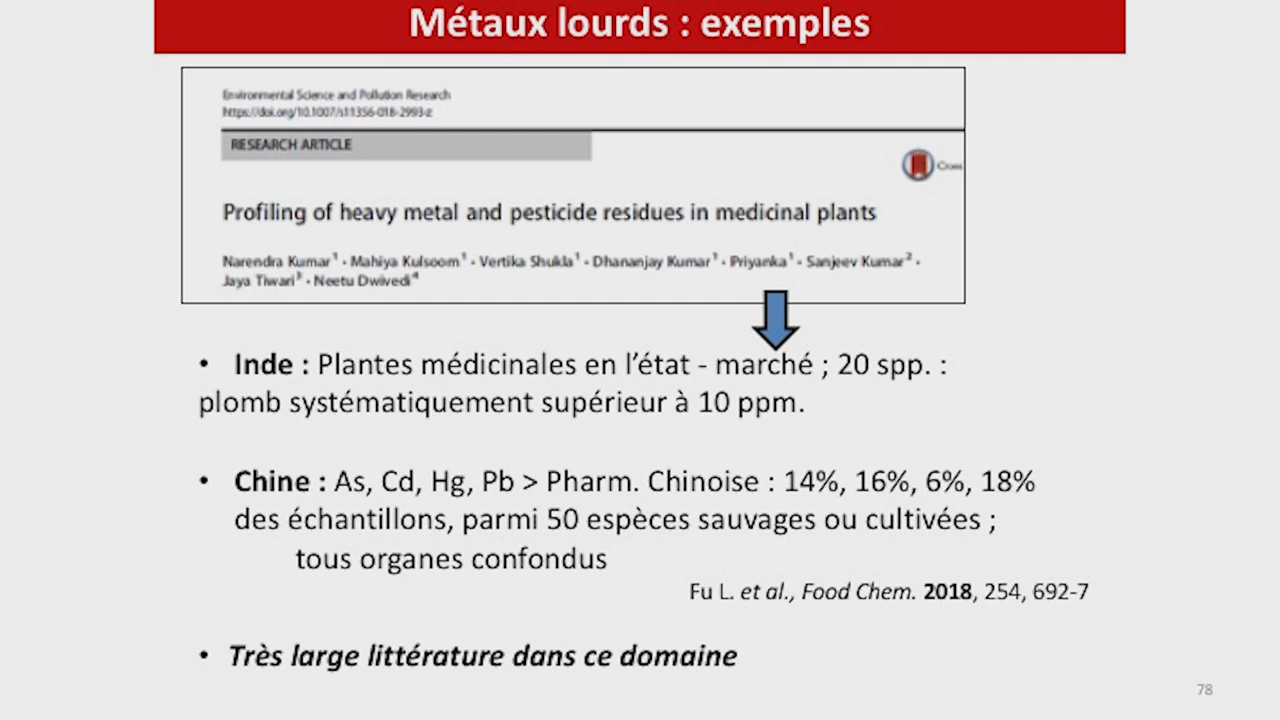 Métaux lourds : exemples
Environmental Science and Pollution Research
https://doi.org/10.1007/s11356-018-2993-z
RESEARCH ARTICLE
Profiling of heavy metal and pesticide residues in medicinal plants
Narendra Kumar¹ · Mahiya Kulsoom¹ · Vertika Shukla¹ · Dhananjay Kumar¹ · Priyanka¹ · Sanjeev Kumar² ·
Jaya Tiwari³ · Neetu Dwivedi⁴
• Inde : Plantes médicinales en l’état - marché ; 20 spp. :
plomb systématiquement supérieur à 10 ppm.
• Chine : As, Cd, Hg, Pb > Pharm. Chinoise : 14%, 16%, 6%, 18%
des échantillons, parmi 50 espèces sauvages ou cultivées ;
tous organes confondus
Fu L. et al., Food Chem. 2018, 254, 692-7
• Très large littérature dans ce domaine
78